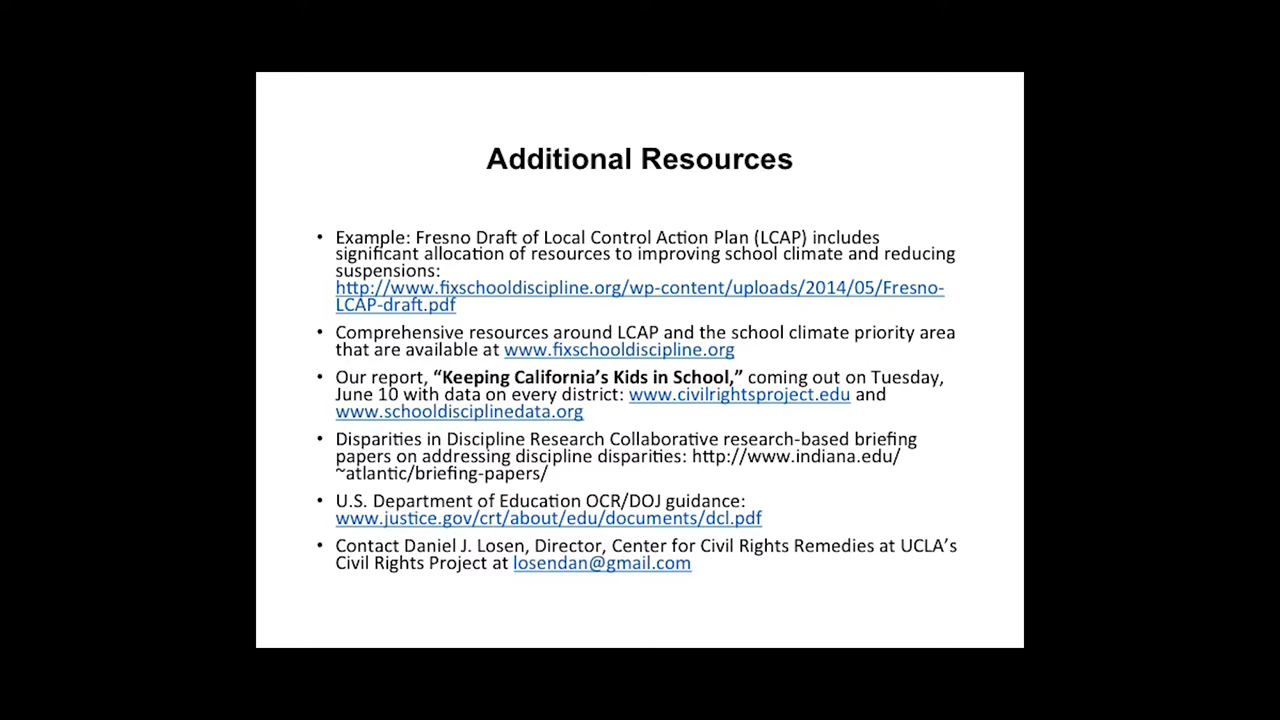 Additional Resources
• Example: Fresno Draft of Local Control Action Plan (LCAP) includes
significant allocation of resources to improving school climate and reducing
suspensions:
http://www.fixschooldiscipline.org/wp-content/uploads/2014/05/Fresno-
LCAP-draft.pdf
• Comprehensive resources around LCAP and the school climate priority area
that are available at www.fixschooldiscipline.org
• Our report, “Keeping California’s Kids in School,” coming out on Tuesday,
June 10 with data on every district: www.civilrightsproject.edu and
www.schooldisciplinedata.org
• Disparities in Discipline Research Collaborative research-based briefing
papers on addressing discipline disparities: http://www.indiana.edu/
~atlantic/briefing-papers/
• U.S. Department of Education OCR/DOJ guidance:
www.justice.gov/crt/about/edu/documents/dcl.pdf
• Contact Daniel J. Losen, Director, Center for Civil Rights Remedies at UCLA’s
Civil Rights Project at losendan@gmail.com